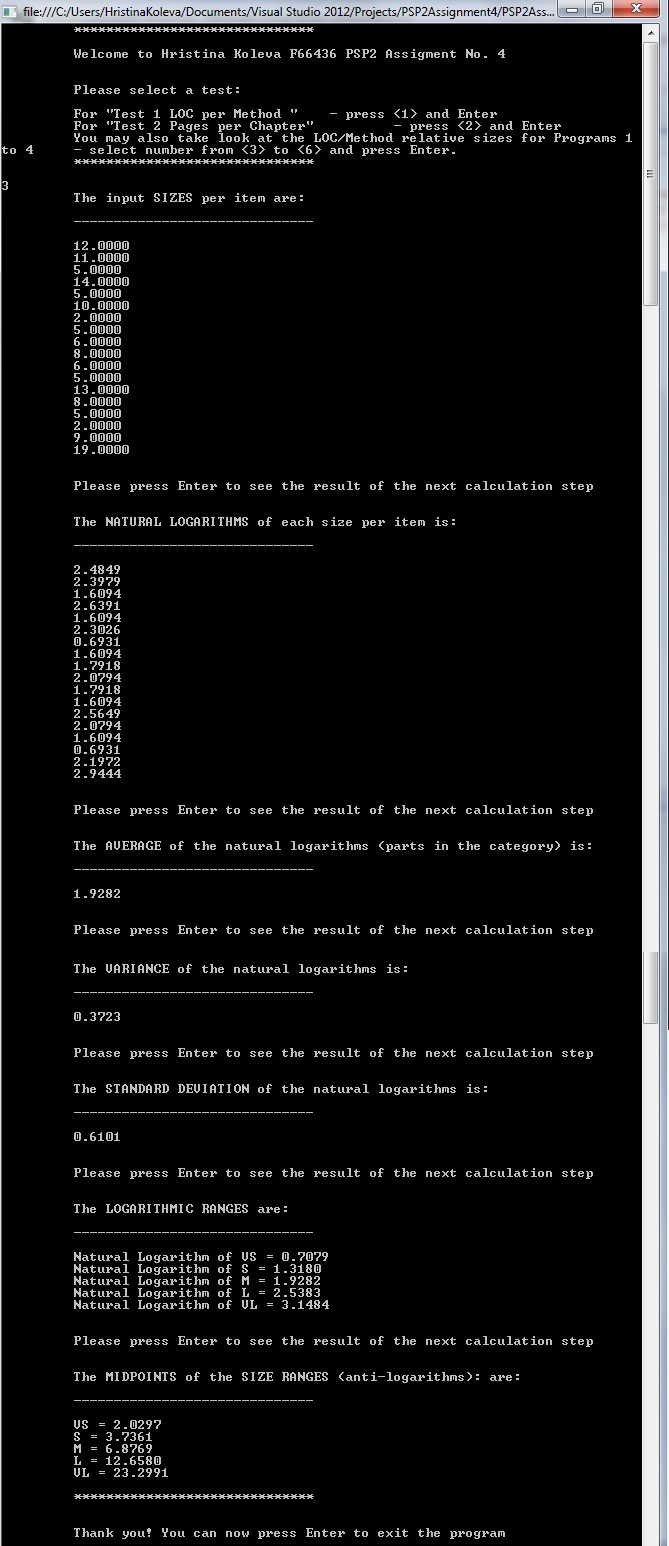 file:///C:/Users/HristinaKoleva/Documents/Visual Studio 2012/Projects/PSP2Assignment4/PSP2Ass...
******************************
Welcome to Hristina Koleva F66436 PSP2 Assigment No. 4
Please select a test:
For "Test 1 LOC per Method " - press <1> and Enter
For "Test 2 Pages per Chapter" - press <2> and Enter
You may also take look at the LOC/Method relative sizes for Programs 1
to 4 - select number from <3> to <6> and press Enter.
******************************
3
The input SIZES per item are:
------------------------------
12.0000
11.0000
5.0000
14.0000
5.0000
10.0000
2.0000
5.0000
6.0000
8.0000
6.0000
5.0000
13.0000
8.0000
5.0000
2.0000
9.0000
19.0000
Please press Enter to see the result of the next calculation step
The NATURAL LOGARITHMS of each size per item is:
------------------------------
2.4849
2.3979
1.6094
2.6391
1.6094
2.3026
0.6931
1.6094
1.7918
2.0794
1.7918
1.6094
2.5649
2.0794
1.6094
0.6931
2.1972
2.9444
Please press Enter to see the result of the next calculation step
The AVERAGE of the natural logarithms (parts in the category) is:
------------------------------
1.9282
Please press Enter to see the result of the next calculation step
The VARIANCE of the natural logarithms is:
------------------------------
0.3723
Please press Enter to see the result of the next calculation step
The STANDARD DEVIATION of the natural logarithms is:
------------------------------
0.6101
Please press Enter to see the result of the next calculation step
The LOGARITHMIC RANGES are:
------------------------------
Natural Logarithm of VS = 0.7079
Natural Logarithm of S = 1.3180
Natural Logarithm of M = 1.9282
Natural Logarithm of L = 2.5383
Natural Logarithm of VL = 3.1484
Please press Enter to see the result of the next calculation step
The MIDPOINTS of the SIZE RANGES (anti-logarithms): are:
------------------------------
VS = 2.0297
S = 3.7361
M = 6.8769
L = 12.6580
VL = 23.2991
******************************
Thank you! You can now press Enter to exit the program